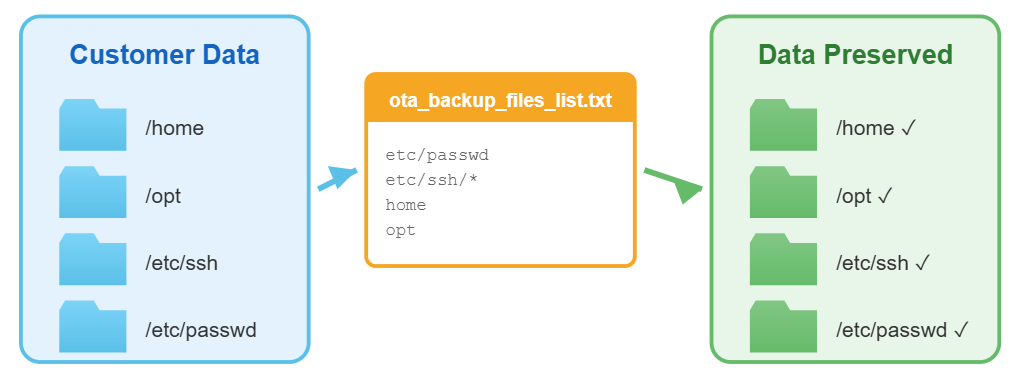 Customer Data
/home
/opt
/etc/ssh
/etc/passwd
ota_backup_files_list.txt
etc/passwd
etc/ssh/*
home
opt
Data Preserved
/home ✓
/opt ✓
/etc/ssh ✓
/etc/passwd ✓